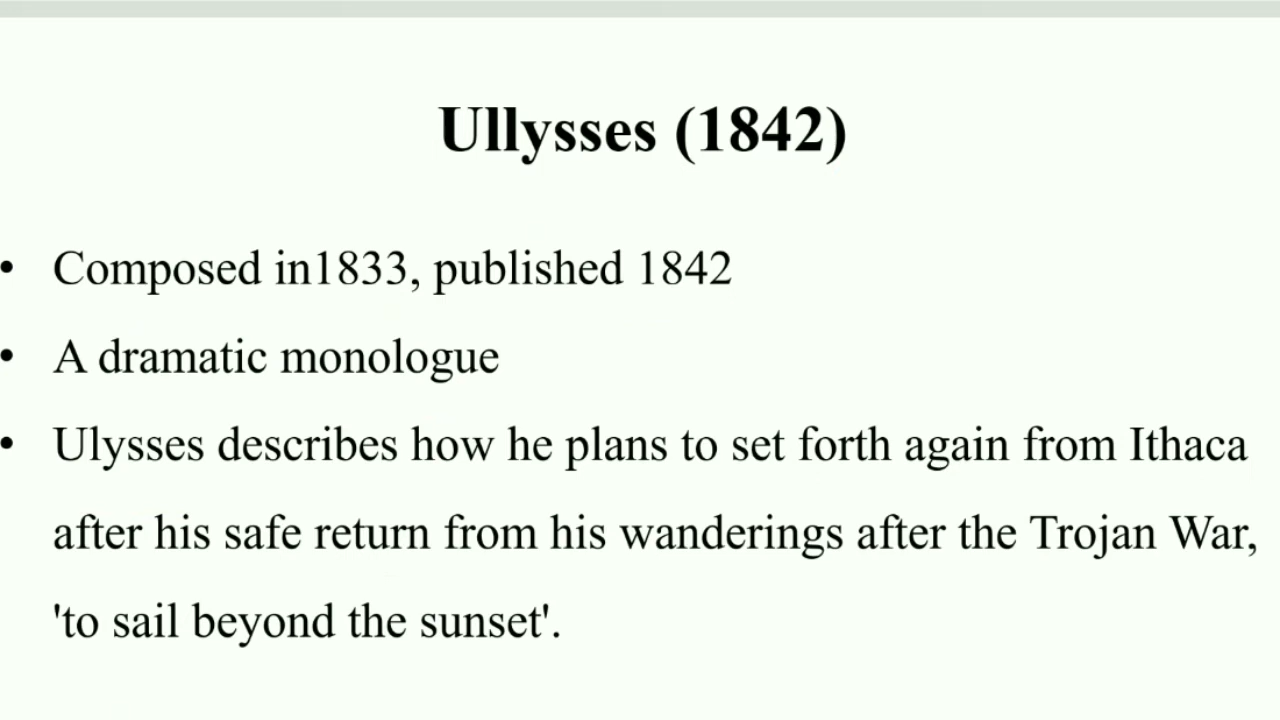 Ullysses (1842)
• Composed in1833, published 1842
• A dramatic monologue
• Ulysses describes how he plans to set forth again from Ithaca
after his safe return from his wanderings after the Trojan War,
'to sail beyond the sunset'.